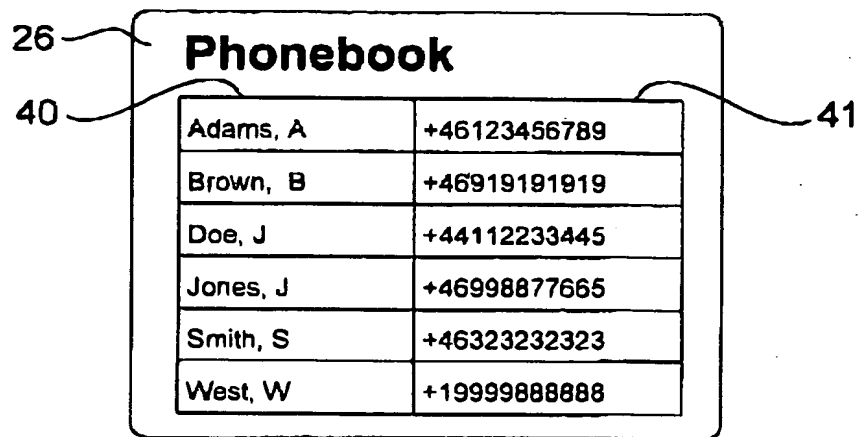 26
Phonebook
40
41
Adams, A +46123456789
Brown, B +46919191919
Doe, J +44112233445
Jones, J +46998877665
Smith, S +46323232323
West, W +19999888888